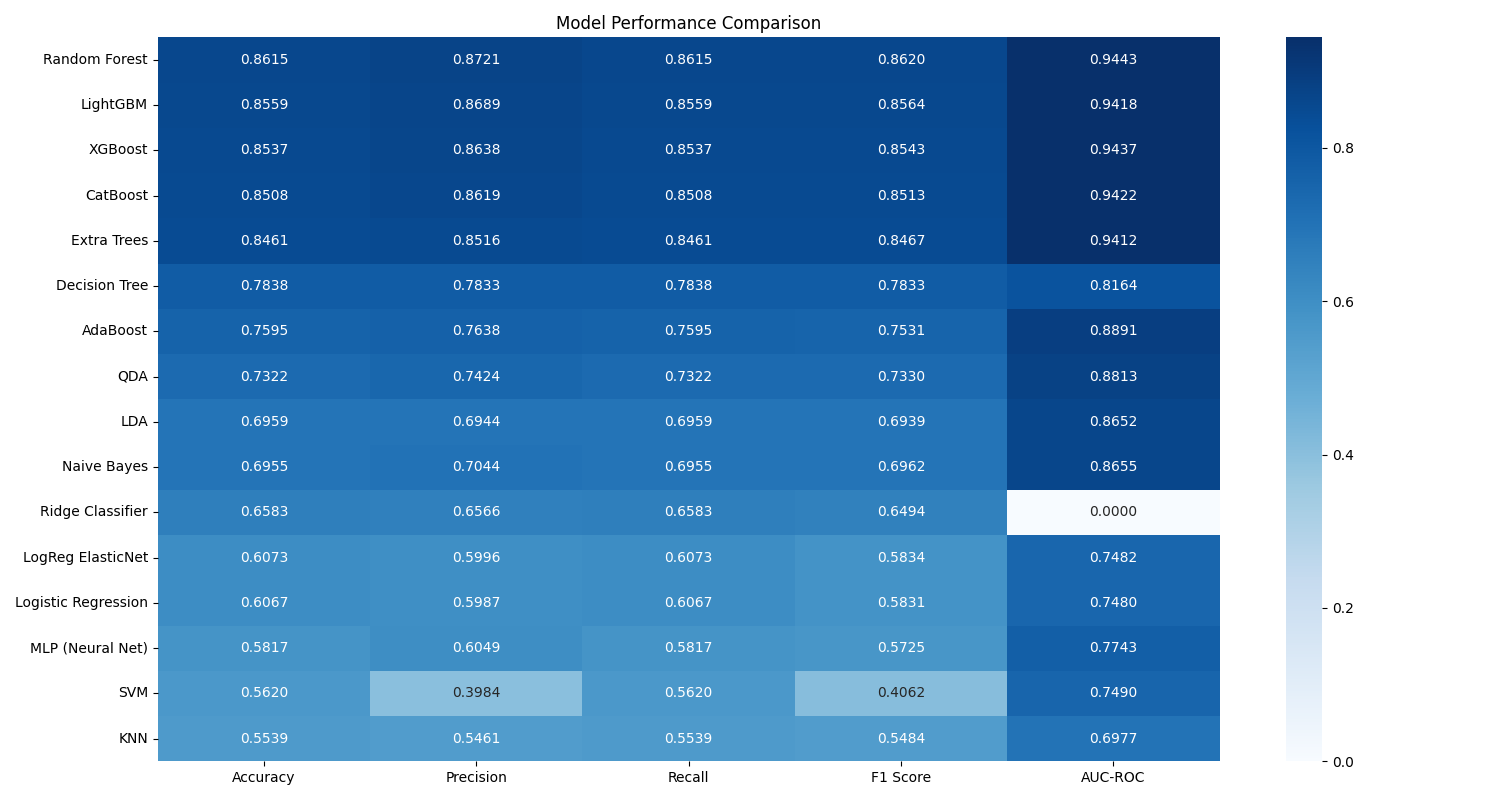 Model Performance Comparison
Random Forest 0.8615 0.8721 0.8615 0.8620 0.9443
LightGBM 0.8559 0.8689 0.8559 0.8564 0.9418
XGBoost 0.8537 0.8638 0.8537 0.8543 0.9437
CatBoost 0.8508 0.8619 0.8508 0.8513 0.9422
Extra Trees 0.8461 0.8516 0.8461 0.8467 0.9412
Decision Tree 0.7838 0.7833 0.7838 0.7833 0.8164
AdaBoost 0.7595 0.7638 0.7595 0.7531 0.8891
QDA 0.7322 0.7424 0.7322 0.7330 0.8813
LDA 0.6959 0.6944 0.6959 0.6939 0.8652
Naive Bayes 0.6955 0.7044 0.6955 0.6962 0.8655
Ridge Classifier 0.6583 0.6566 0.6583 0.6494 0.0000
LogReg ElasticNet 0.6073 0.5996 0.6073 0.5834 0.7482
Logistic Regression 0.6067 0.5987 0.6067 0.5831 0.7480
MLP (Neural Net) 0.5817 0.6049 0.5817 0.5725 0.7743
SVM 0.5620 0.3984 0.5620 0.4062 0.7490
KNN 0.5539 0.5461 0.5539 0.5484 0.6977
Accuracy Precision Recall F1 Score AUC-ROC
0.8
0.6
0.4
0.2
0.0